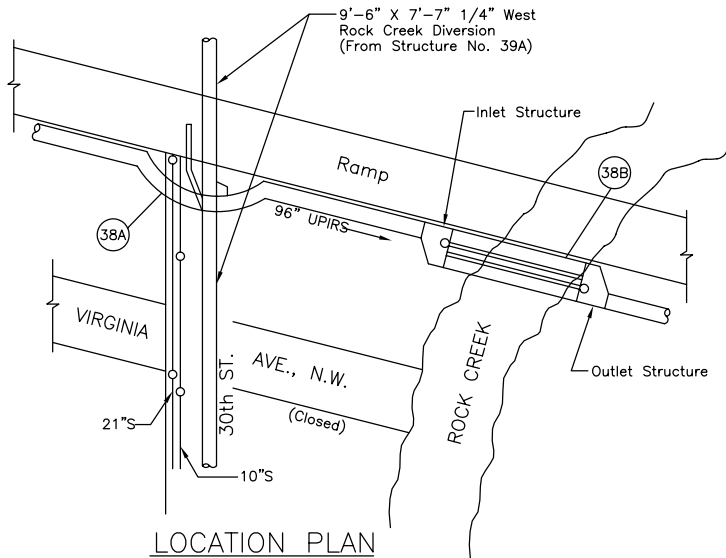 9'-6" X 7'-7" 1/4" West
Rock Creek Diversion
(From Structure No. 39A)
Inlet Structure
Ramp
38B
38A
96" UPIRS
VIRGINIA
AVE., N.W.
(Closed)
30th ST.
ROCK CREEK
Outlet Structure
21"S
10"S
LOCATION PLAN